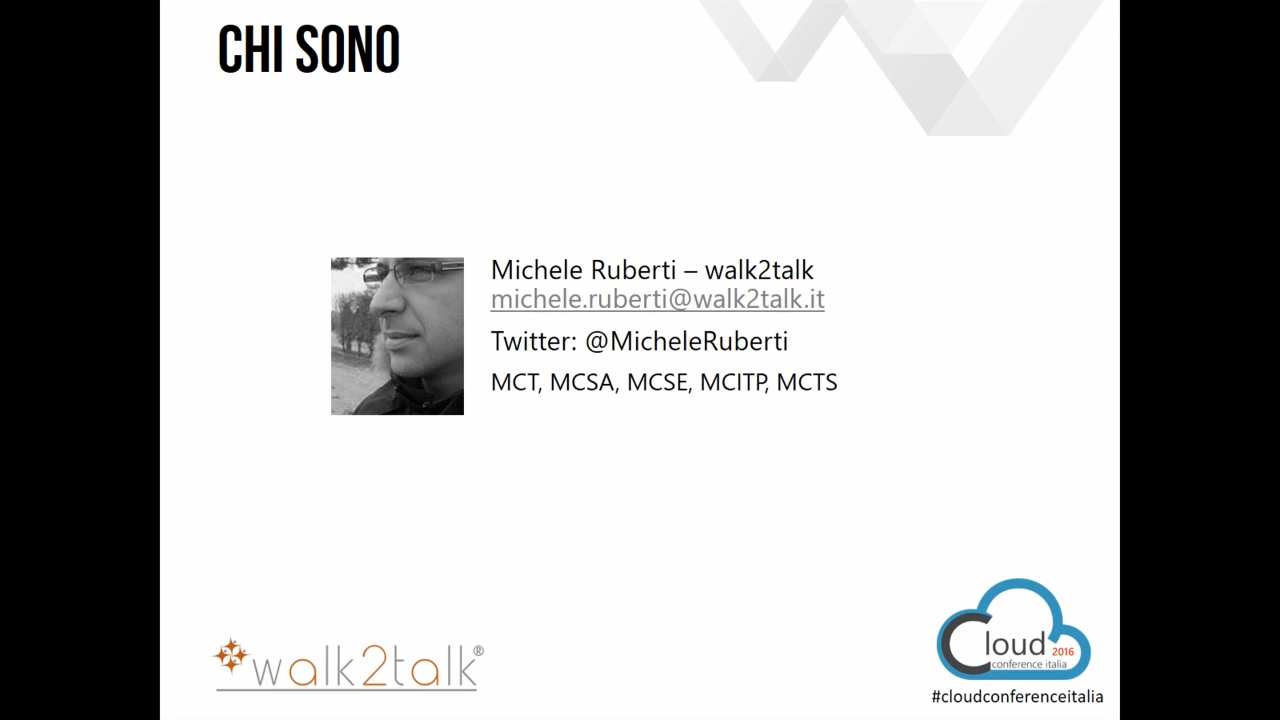 CHI SONO
Michele Ruberti – walk2talk
michele.ruberti@walk2talk.it
Twitter: @MicheleRuberti
MCT, MCSA, MCSE, MCITP, MCTS
walk2talk®
Cloud 2016
conference italia
#cloudconferenceitalia